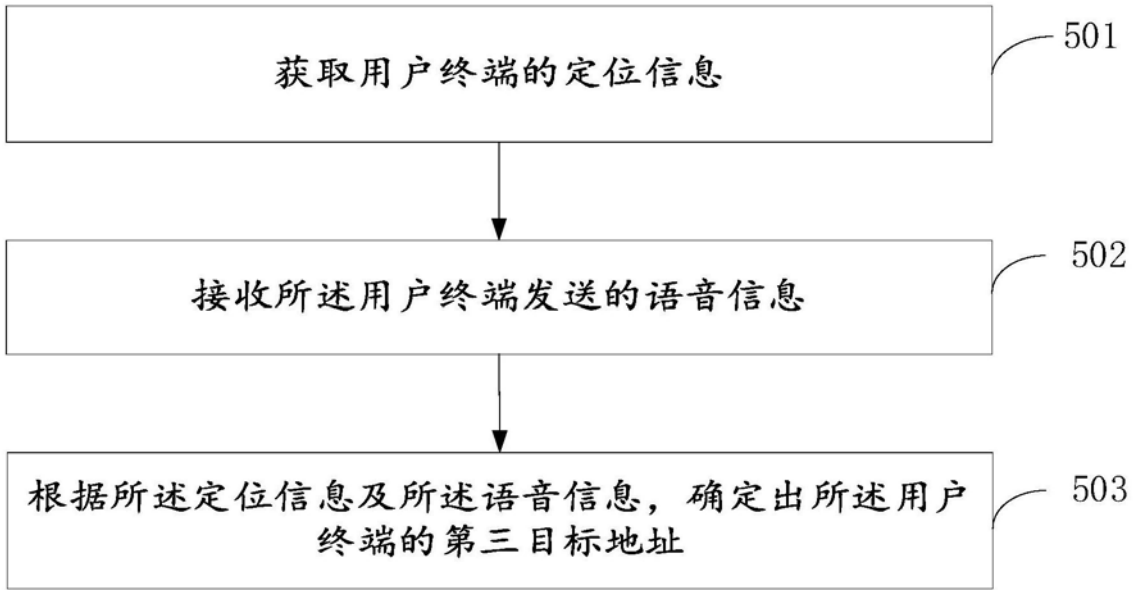 获取用户终端的定位信息
501
接收所述用户终端发送的语音信息
502
根据所述定位信息及所述语音信息，确定出所述用户
终端的第三目标地址
503